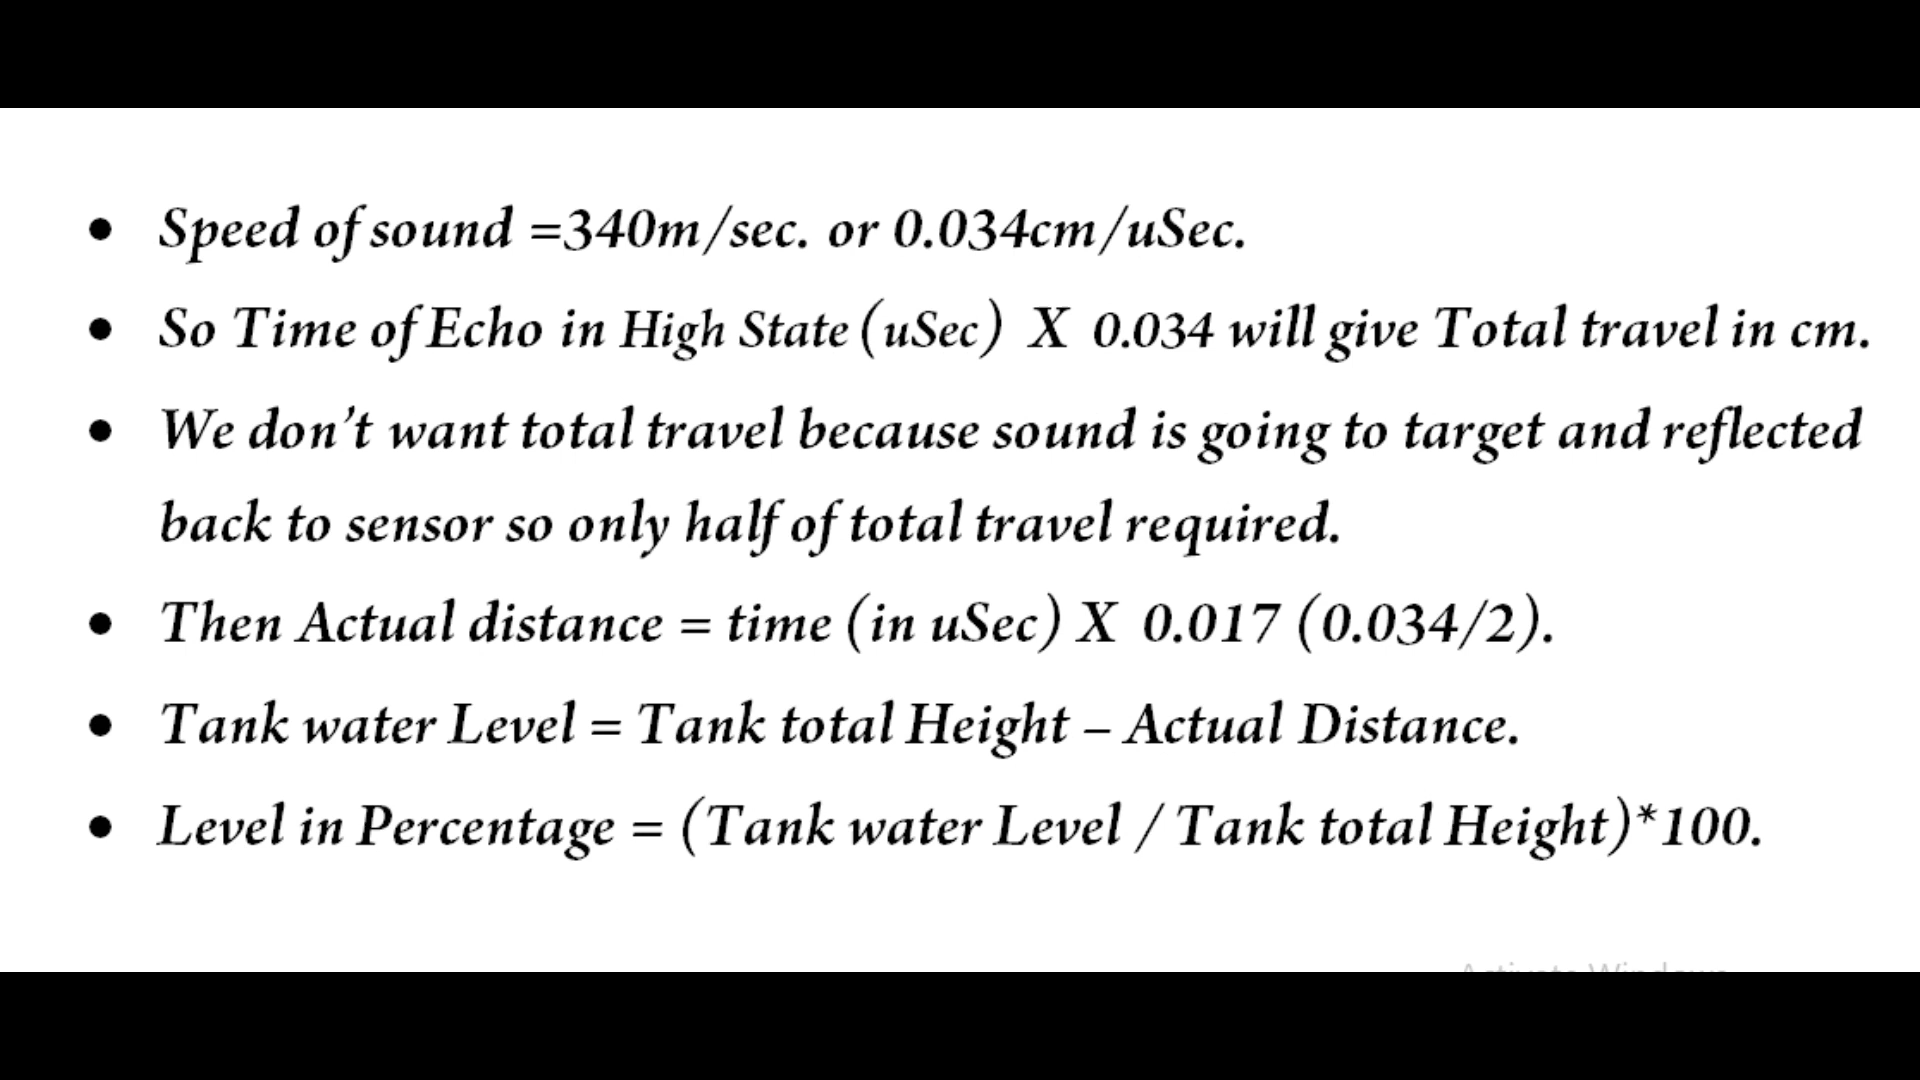 • Speed of sound =340m/sec. or 0.034cm/uSec.
• So Time of Echo in High State (uSec) X 0.034 will give Total travel in cm.
• We don't want total travel because sound is going to target and reflected
back to sensor so only half of total travel required.
• Then Actual distance = time (in uSec) X 0.017 (0.034/2).
• Tank water Level = Tank total Height – Actual Distance.
• Level in Percentage = (Tank water Level / Tank total Height)*100.